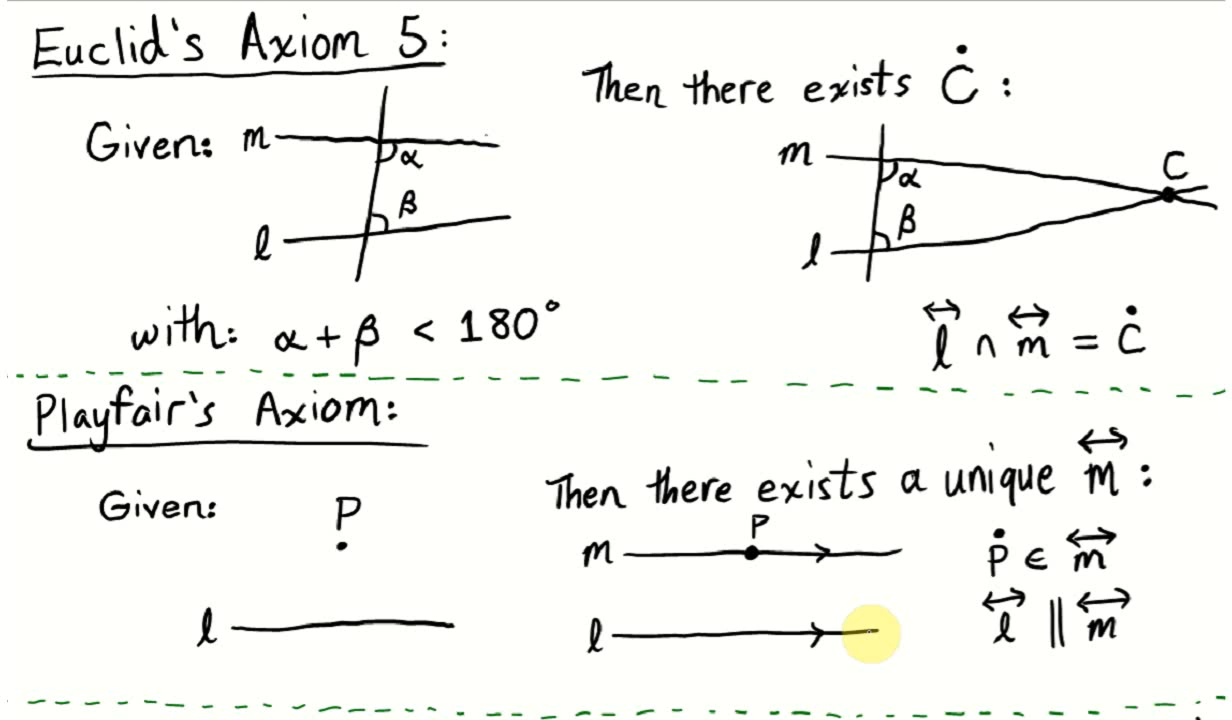 Euclid's Axiom 5:
Given:
m
α
β
l
with: α + β < 180°
Then there exists Ċ :
m
α
C
β
l
l⃡ ∩ m⃡ = Ċ
Playfair's Axiom:
Given:
P
l
Then there exists a unique m⃡ :
P
m
l
Ṗ ∈ m⃡
l⃡ || m⃡